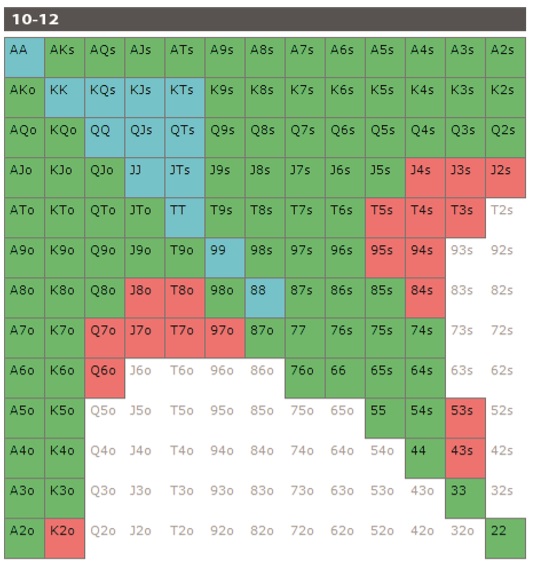 10-12
AA AKs AQs AJs ATs A9s A8s A7s A6s A5s A4s A3s A2s
AKo KK KQs KJs KTs K9s K8s K7s K6s K5s K4s K3s K2s
AQo KQo QQ QJs QTs Q9s Q8s Q7s Q6s Q5s Q4s Q3s Q2s
AJo KJo QJo JJ JTs J9s J8s J7s J6s J5s J4s J3s J2s
ATo KTo QTo JTo TT T9s T8s T7s T6s T5s T4s T3s T2s
A9o K9o Q9o J9o T9o 99 98s 97s 96s 95s 94s 93s 92s
A8o K8o Q8o J8o T8o 98o 88 87s 86s 85s 84s 83s 82s
A7o K7o Q7o J7o T7o 97o 87o 77 76s 75s 74s 73s 72s
A6o K6o Q6o J6o T6o 96o 86o 76o 66 65s 64s 63s 62s
A5o K5o Q5o J5o T5o 95o 85o 75o 65o 55 54s 53s 52s
A4o K4o Q4o J4o T4o 94o 84o 74o 64o 54o 44 43s 42s
A3o K3o Q3o J3o T3o 93o 83o 73o 63o 53o 43o 33 32s
A2o K2o Q2o J2o T2o 92o 82o 72o 62o 52o 42o 32o 22